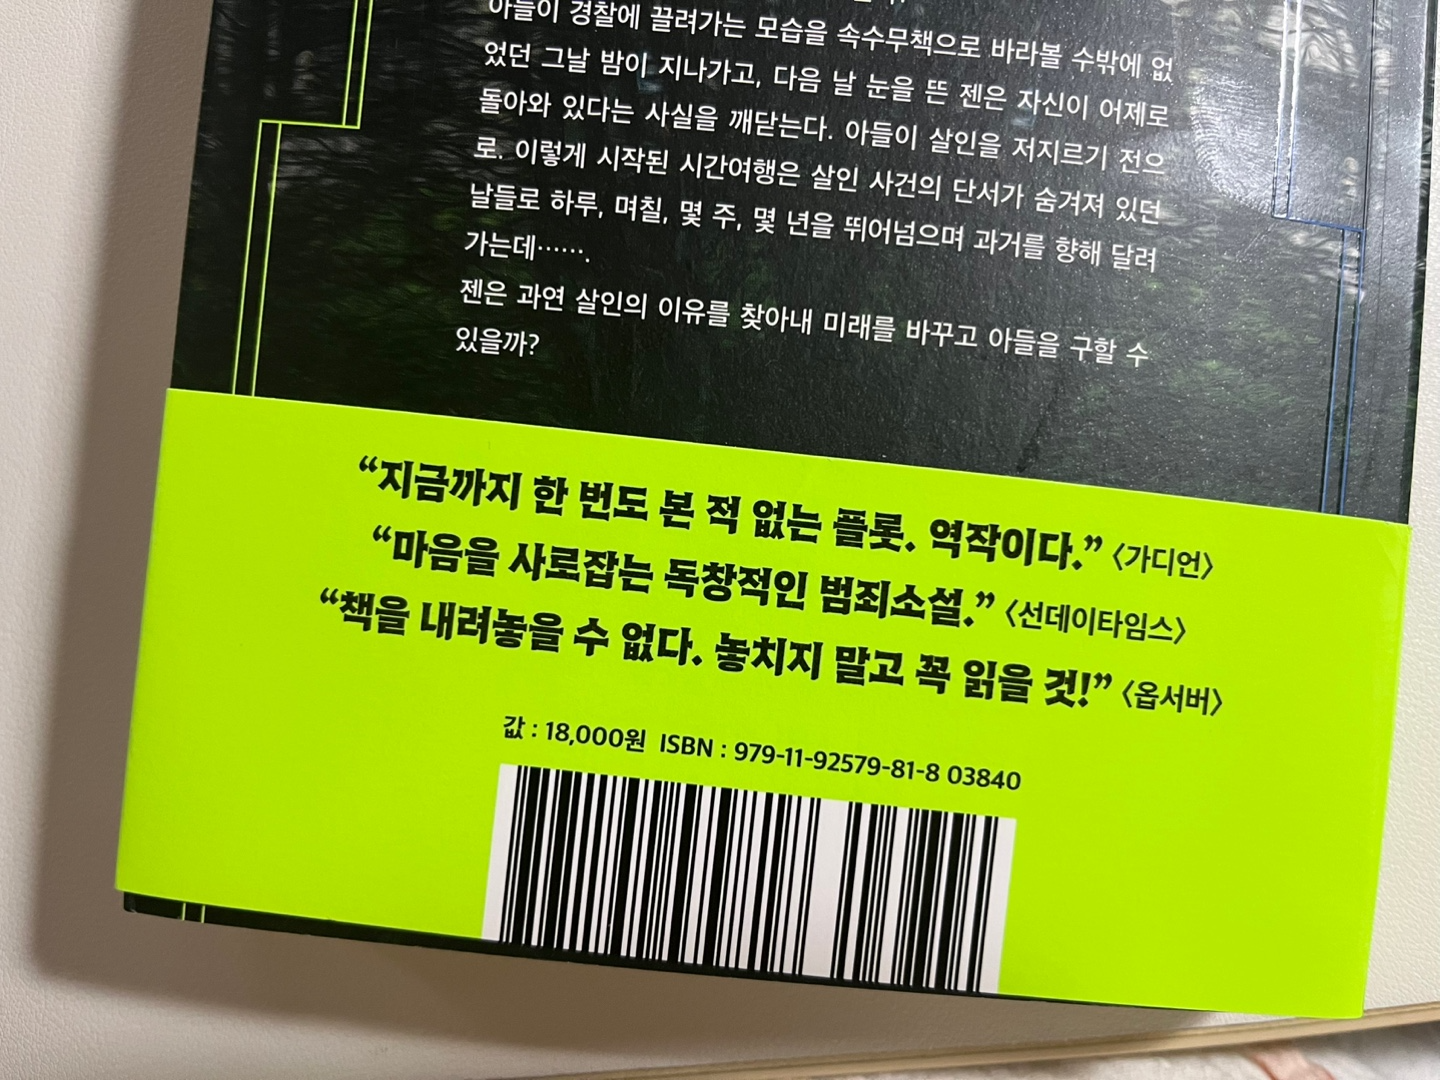 아들이 경찰에 끌려가는 모습을 속수무책으로 바라볼 수밖에 없
었던 그날 밤이 지나가고, 다음 날 눈을 뜬 젠은 자신이 어제로
돌아와 있다는 사실을 깨닫는다. 아들이 살인을 저지르기 전으
로. 이렇게 시작된 시간여행은 살인 사건의 단서가 숨겨져 있던
날들로 하루, 며칠, 몇 주, 몇 년을 뛰어넘으며 과거를 향해 달려
가는데…….
젠은 과연 살인의 이유를 찾아내 미래를 바꾸고 아들을 구할 수
있을까?
“지금까지 한 번도 본 적 없는 플롯. 역작이다.” 〈가디언〉
“마음을 사로잡는 독창적인 범죄소설.” 〈선데이타임스〉
“책을 내려놓을 수 없다. 놓치지 말고 꼭 읽을 것!” 〈옵서버〉
값 : 18,000원 ISBN : 979-11-92579-81-8 03840